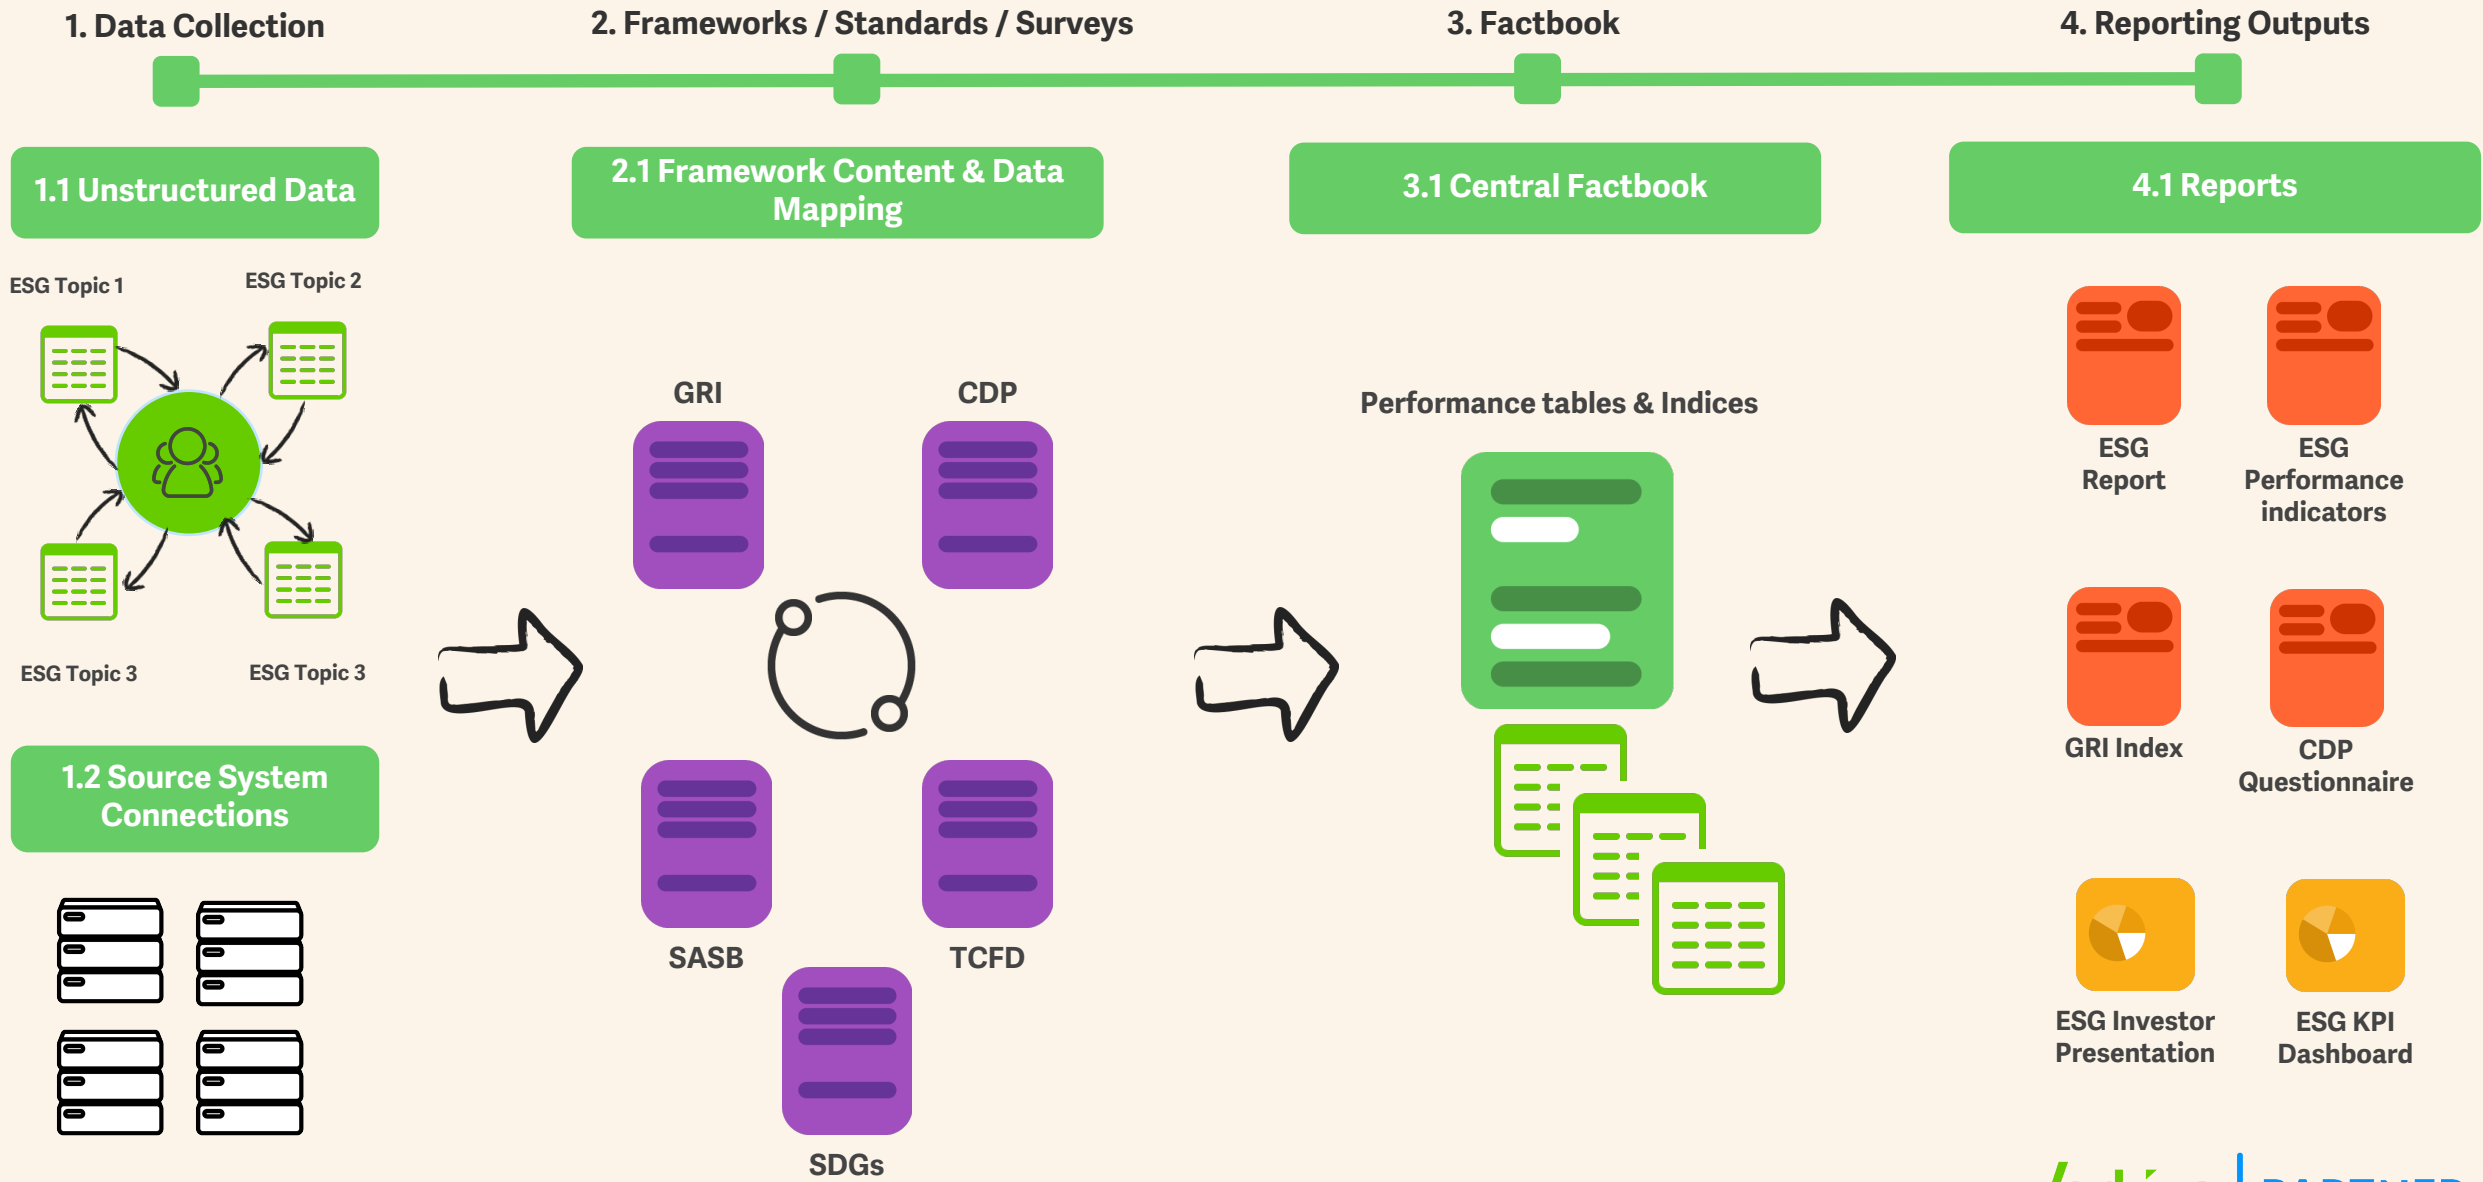 1. Data Collection
2. Frameworks / Standards / Surveys
3. Factbook
4. Reporting Outputs
1.1 Unstructured Data
2.1 Framework Content & Data
Mapping
3.1 Central Factbook
4.1 Reports
ESG Topic 1
ESG Topic 2
ESG Topic 3
ESG Topic 3
1.2 Source System
Connections
GRI
CDP
SASB
TCFD
SDGs
Performance tables & Indices
ESG
Report
ESG
Performance
indicators
GRI Index
CDP
Questionnaire
ESG Investor
Presentation
ESG KPI
Dashboard
PARTNER